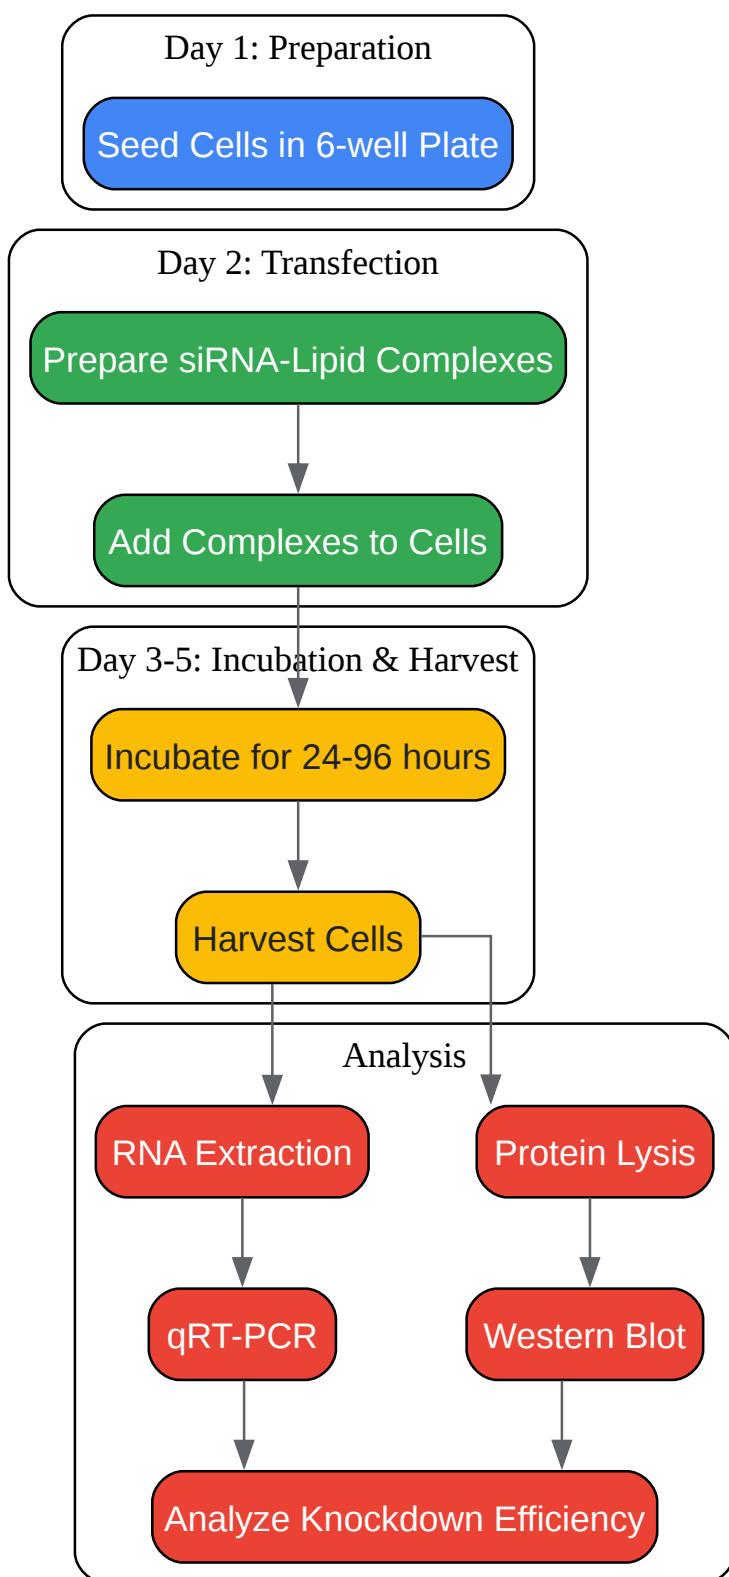 Day 1: Preparation
Seed Cells in 6-well Plate
Day 2: Transfection
Prepare siRNA-Lipid Complexes
Add Complexes to Cells
Day 3-5: Incubation & Harvest
Incubate for 24-96 hours
Harvest Cells
Analysis
RNA Extraction
Protein Lysis
qRT-PCR
Western Blot
Analyze Knockdown Efficiency